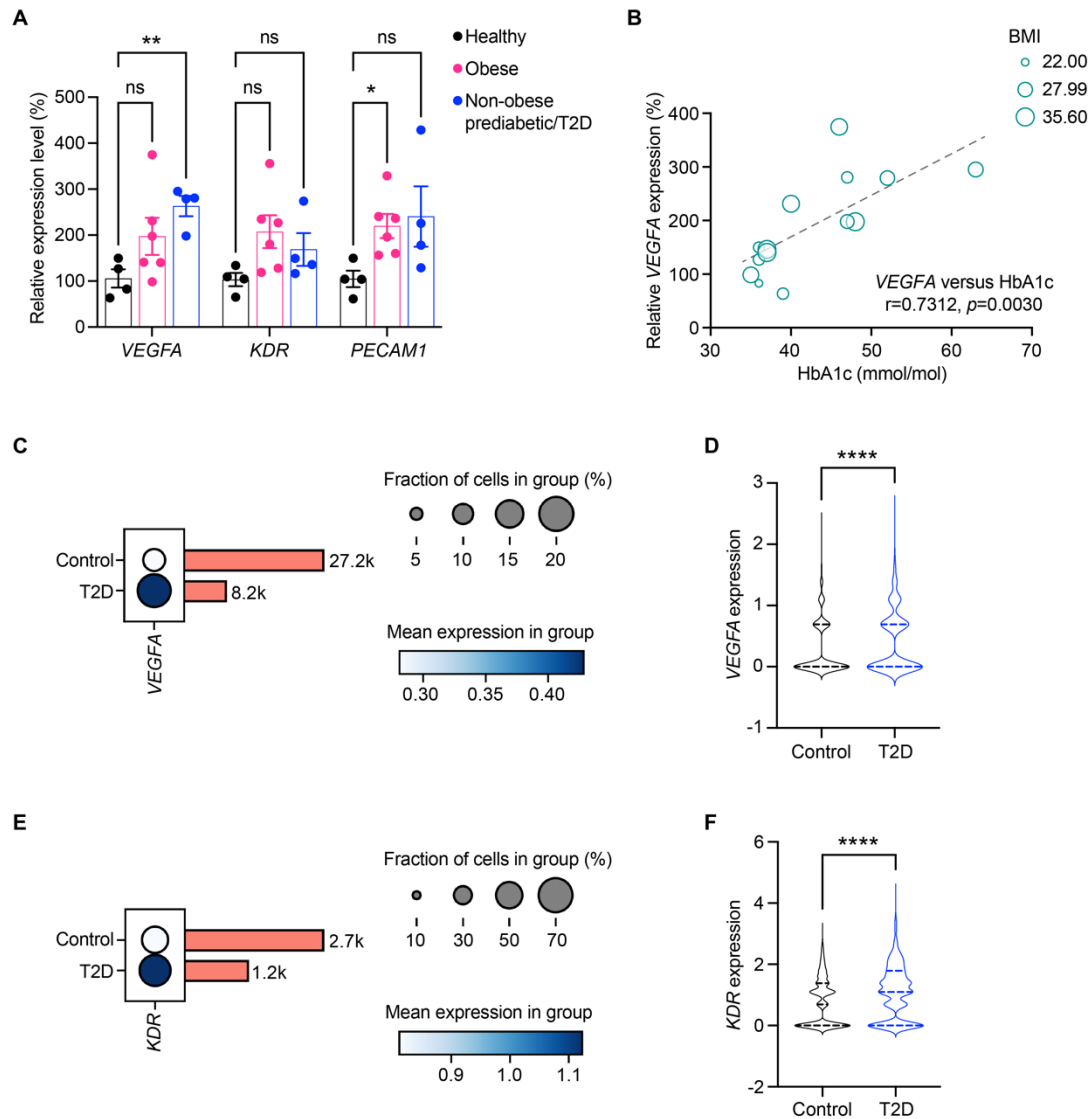 A
**
ns
ns
ns
ns
*
Healthy
Obese
Non-obese
prediabetic/T2D
Relative expression level (%)
500
400
300
200
100
0
VEGFA
KDR
PECAM1
B
BMI
22.00
27.99
35.60
Relative VEGFA expression (%)
400
300
200
100
0
VEGFA versus HbA1c
r=0.7312, p=0.0030
30
40
50
60
70
HbA1c (mmol/mol)
C
Control
T2D
27.2k
8.2k
VEGFA
Fraction of cells in group (%)
5
10
15
20
Mean expression in group
0.30
0.35
0.40
D
****
VEGFA expression
3
2
1
0
-1
Control
T2D
E
Control
T2D
2.7k
1.2k
KDR
Fraction of cells in group (%)
10
30
50
70
Mean expression in group
0.9
1.0
1.1
F
****
KDR expression
6
4
2
0
-2
Control
T2D